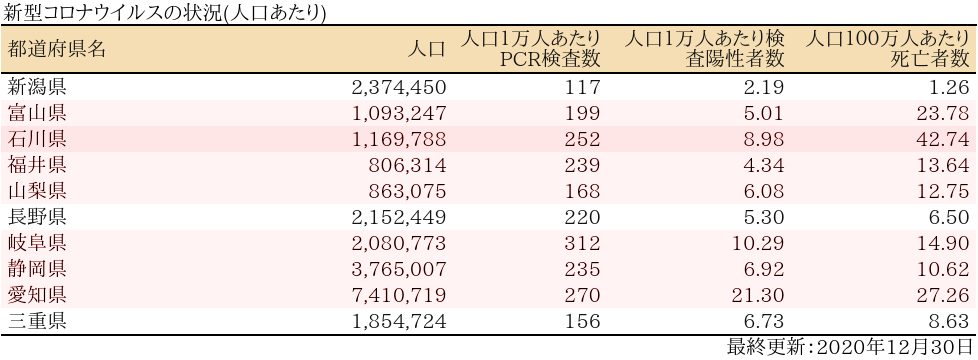 新型コロナウイルスの状況(人口あたり)
都道府県名 人口 人口1万人あたり PCR検査数 人口1万人あたり検 査陽性者数 人口100万人あたり 死亡者数
新潟県 2,374,450 117 2.19 1.26
富山県 1,093,247 199 5.01 23.78
石川県 1,169,788 252 8.98 42.74
福井県 806,314 239 4.34 13.64
山梨県 863,075 168 6.08 12.75
長野県 2,152,449 220 5.30 6.50
岐阜県 2,080,773 312 10.29 14.90
静岡県 3,765,007 235 6.92 10.62
愛知県 7,410,719 270 21.30 27.26
三重県 1,854,724 156 6.73 8.63
最終更新：2020年12月30日